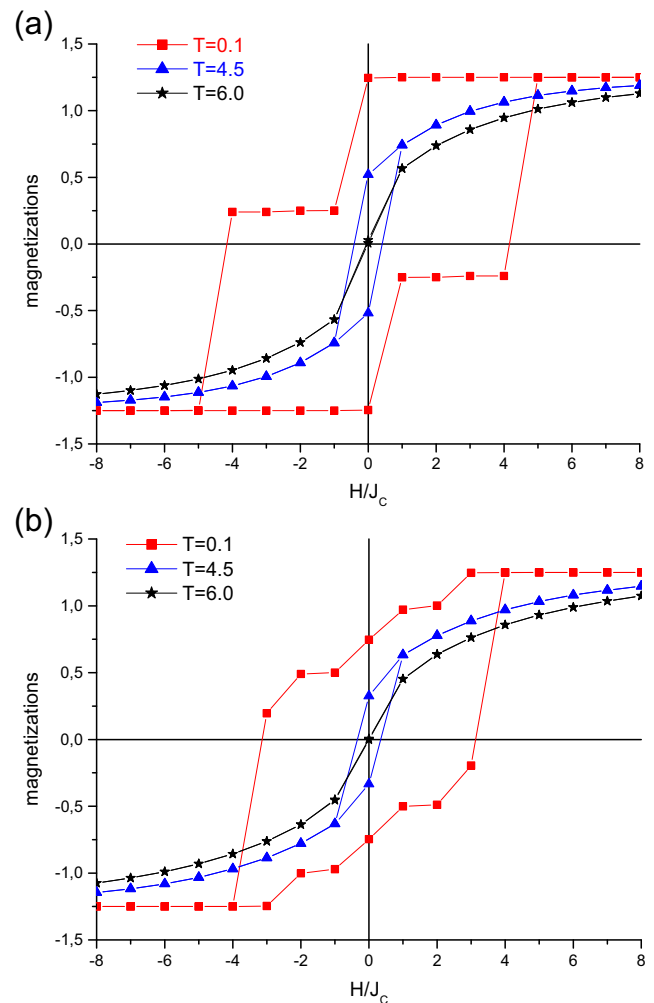 (a)
T=0.1
T=4.5
T=6.0
1,5
1,0
0,5
0,0
-0,5
-1,0
-1,5
magnetizations
-8 -6 -4 -2 0 2 4 6 8
H/J_C
(b)
T=0.1
T=4.5
T=6.0
1,5
1,0
0,5
0,0
-0,5
-1,0
-1,5
magnetizations
-8 -6 -4 -2 0 2 4 6 8
H/J_C